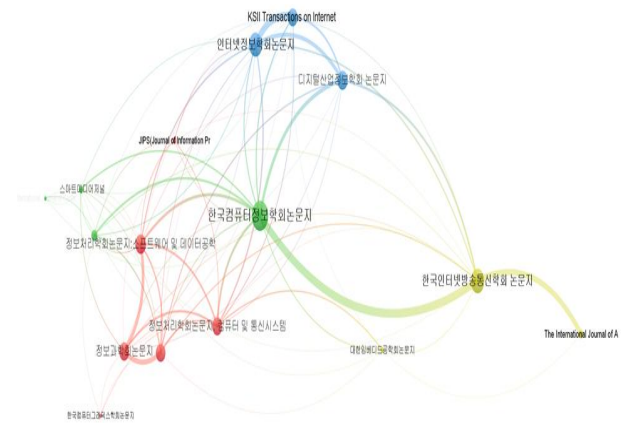 KSII Transactions on Internet
인터넷정보학회논문지
디지털산업정보학회 논문지
JIPS(Journal of Information Pr
스마트미디어저널
한국컴퓨터정보학회논문지
정보처리학회논문지:소프트웨어 및 데이터공학
한국인터넷방송통신학회 논문지
정보처리학회논문지. 컴퓨터 및 통신시스템
The International Journal of A
정보과학회논문지
대한임베디드공학회논문지
한국컴퓨터그래픽스학회논문지